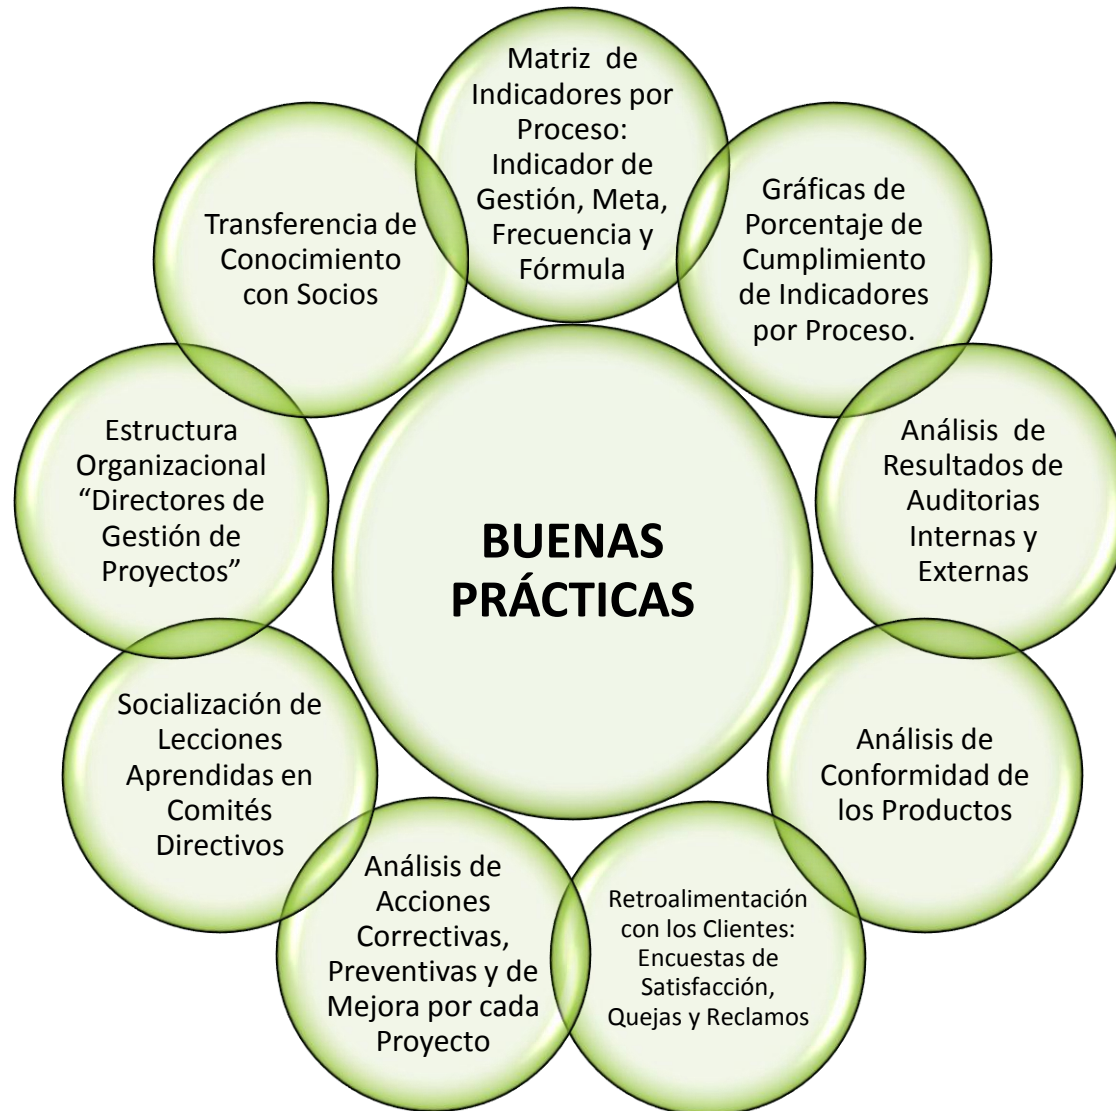 Matriz de
Indicadores por
Proceso:
Indicador de
Gestión, Meta,
Frecuencia y
Fórmula
Gráficas de
Porcentaje de
Cumplimiento
de Indicadores
por Proceso.
Análisis de
Resultados de
Auditorias
Internas y
Externas
Análisis de
Conformidad de
los Productos
Retroalimentación
con los Clientes:
Encuestas de
Satisfacción,
Quejas y Reclamos
Análisis de
Acciones
Correctivas,
Preventivas y de
Mejora por cada
Proyecto
Socialización de
Lecciones
Aprendidas en
Comités
Directivos
Estructura
Organizacional
“Directores de
Gestión de
Proyectos”
Transferencia de
Conocimiento
con Socios
BUENAS
PRÁCTICAS